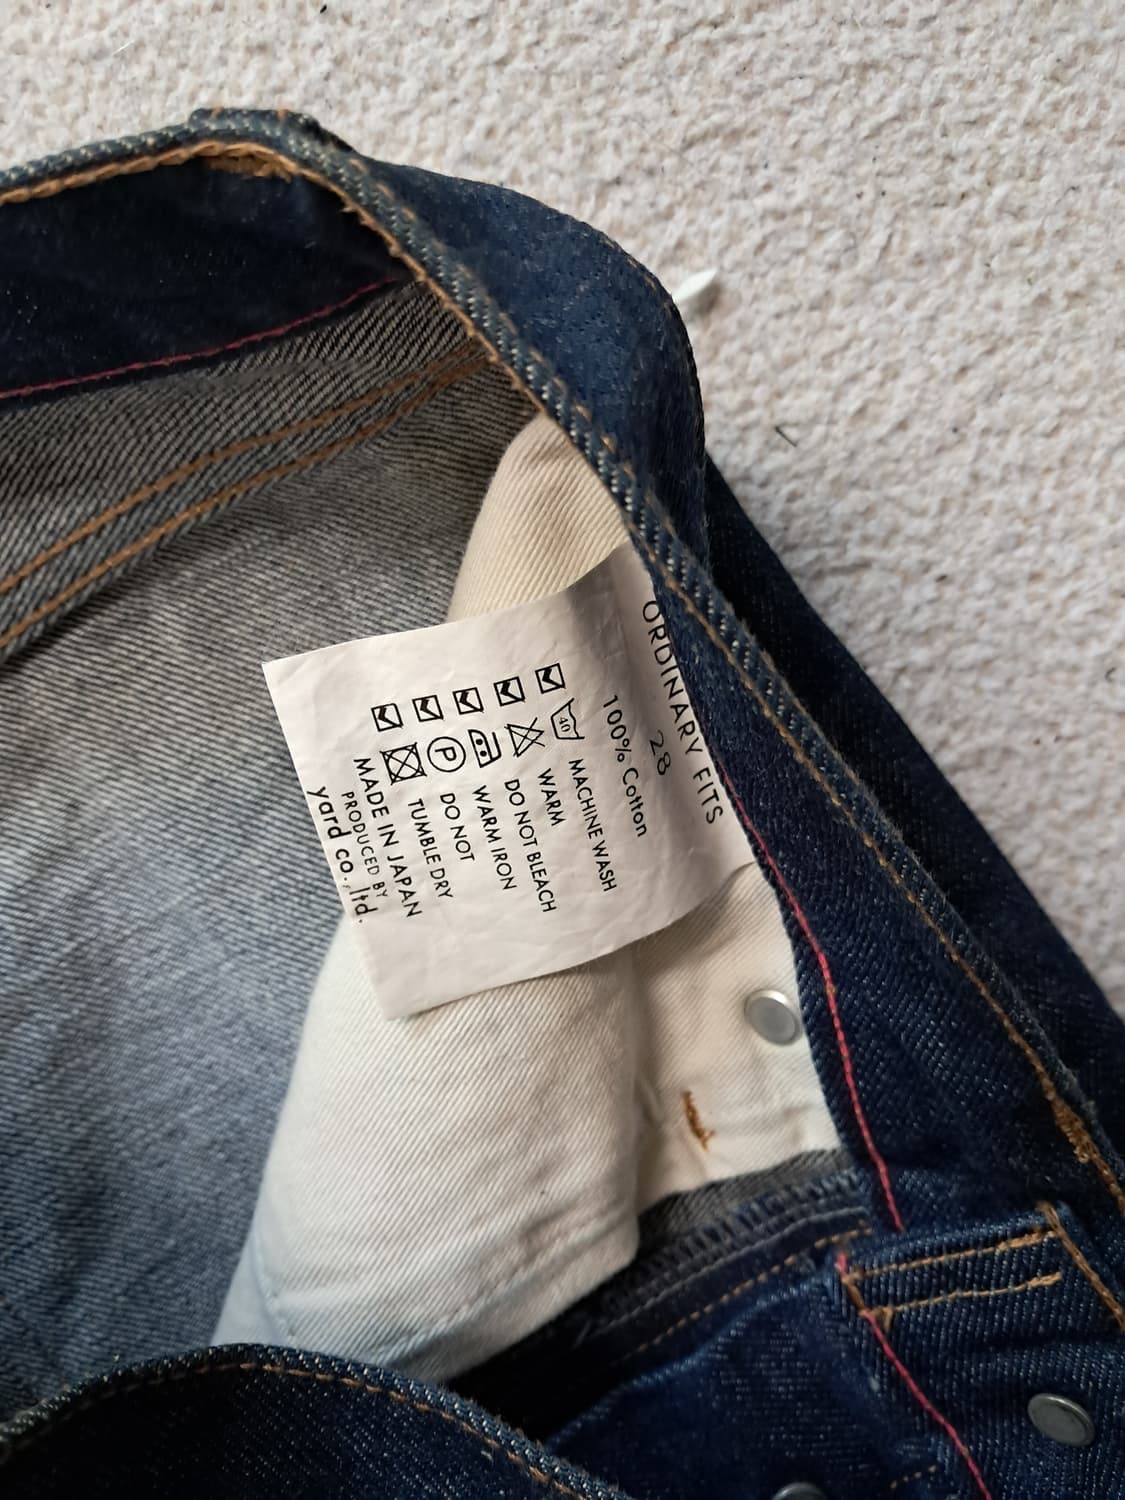 ORDINARY FITS
28
100% Cotton
40 MACHINE WASH
WARM
DO NOT BLEACH
WARM IRON
P DO NOT
TUMBLE DRY
MADE IN JAPAN
PRODUCED BY
yard co., ltd.